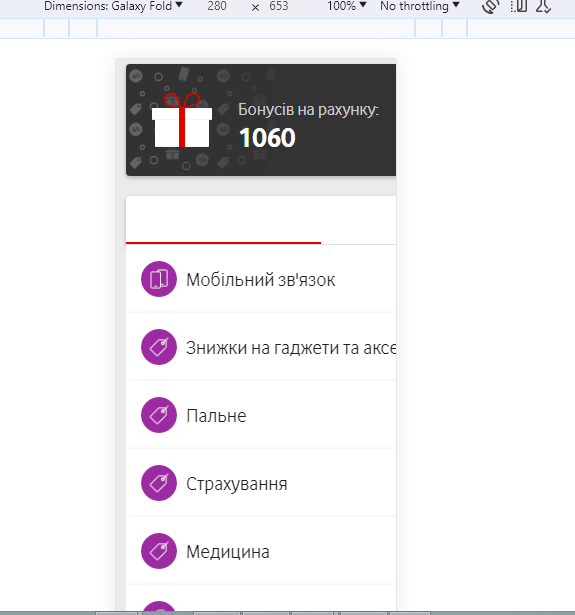 Dimensions: Galaxy Fold ▼ 280 × 653 100% ▼ No throttling ▼
Бонусів на рахунку:
1060
Мобільний зв'язок
Знижки на гаджети та аксе
Пальне
Страхування
Медицина